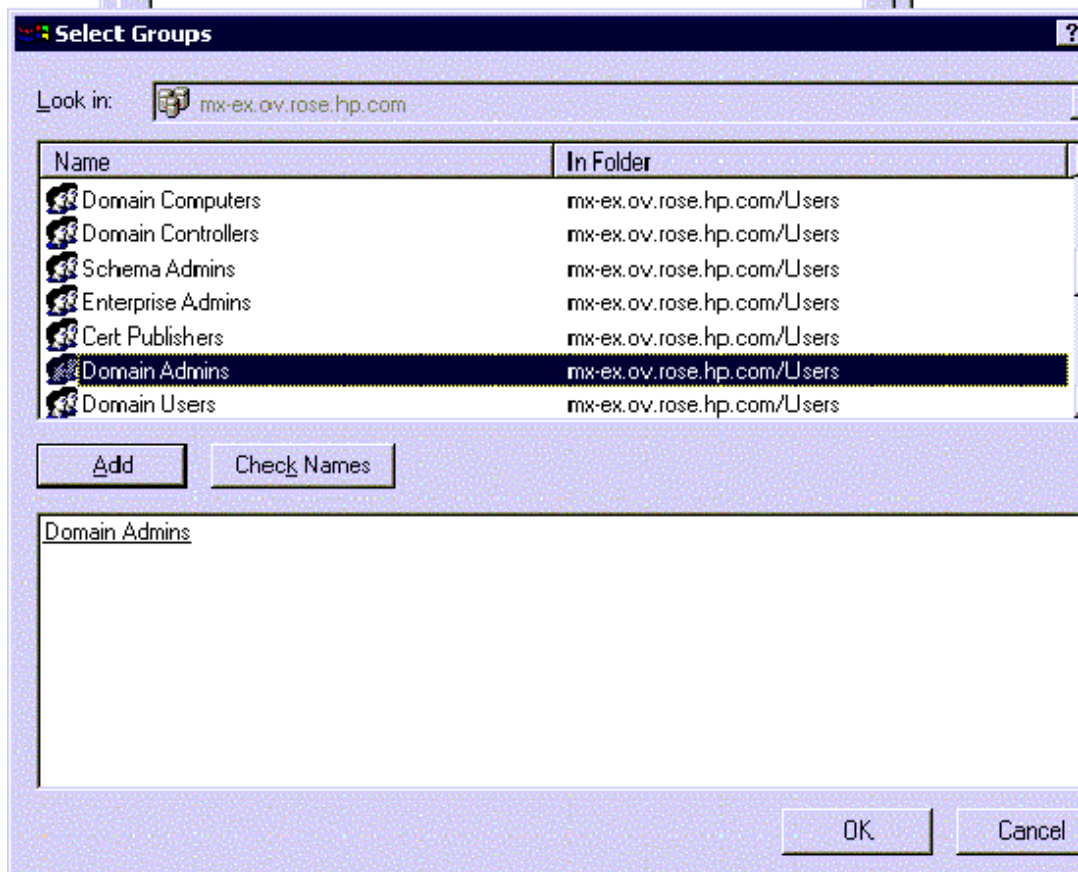 Select Groups ?
Look in: mx-ex.ov.rose.hp.com
Name In Folder
Domain Computers mx-ex.ov.rose.hp.com/Users
Domain Controllers mx-ex.ov.rose.hp.com/Users
Schema Admins mx-ex.ov.rose.hp.com/Users
Enterprise Admins mx-ex.ov.rose.hp.com/Users
Cert Publishers mx-ex.ov.rose.hp.com/Users
Domain Admins mx-ex.ov.rose.hp.com/Users
Domain Users mx-ex.ov.rose.hp.com/Users
Add Check Names
Domain Admins
OK Cancel